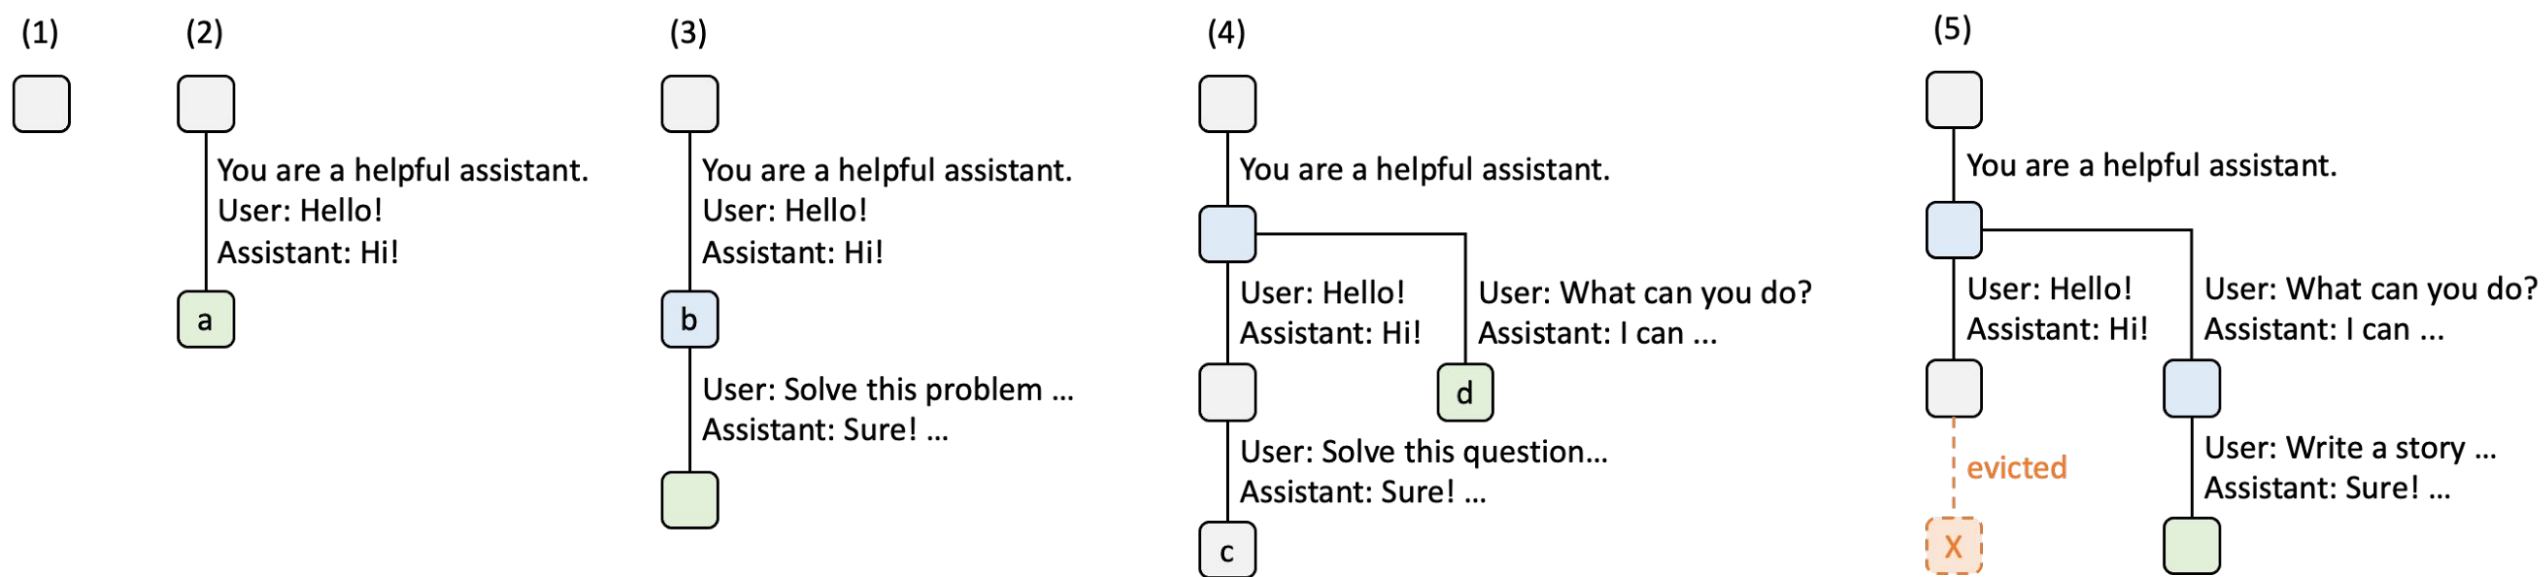 (1)
(2)
You are a helpful assistant.
User: Hello!
Assistant: Hi!
a
(3)
You are a helpful assistant.
User: Hello!
Assistant: Hi!
b
User: Solve this problem ...
Assistant: Sure! ...
(4)
You are a helpful assistant.
User: Hello!
Assistant: Hi!
User: What can you do?
Assistant: I can ...
d
User: Solve this question...
Assistant: Sure! ...
c
(5)
You are a helpful assistant.
User: Hello!
Assistant: Hi!
User: What can you do?
Assistant: I can ...
evicted
X
User: Write a story ...
Assistant: Sure! ...